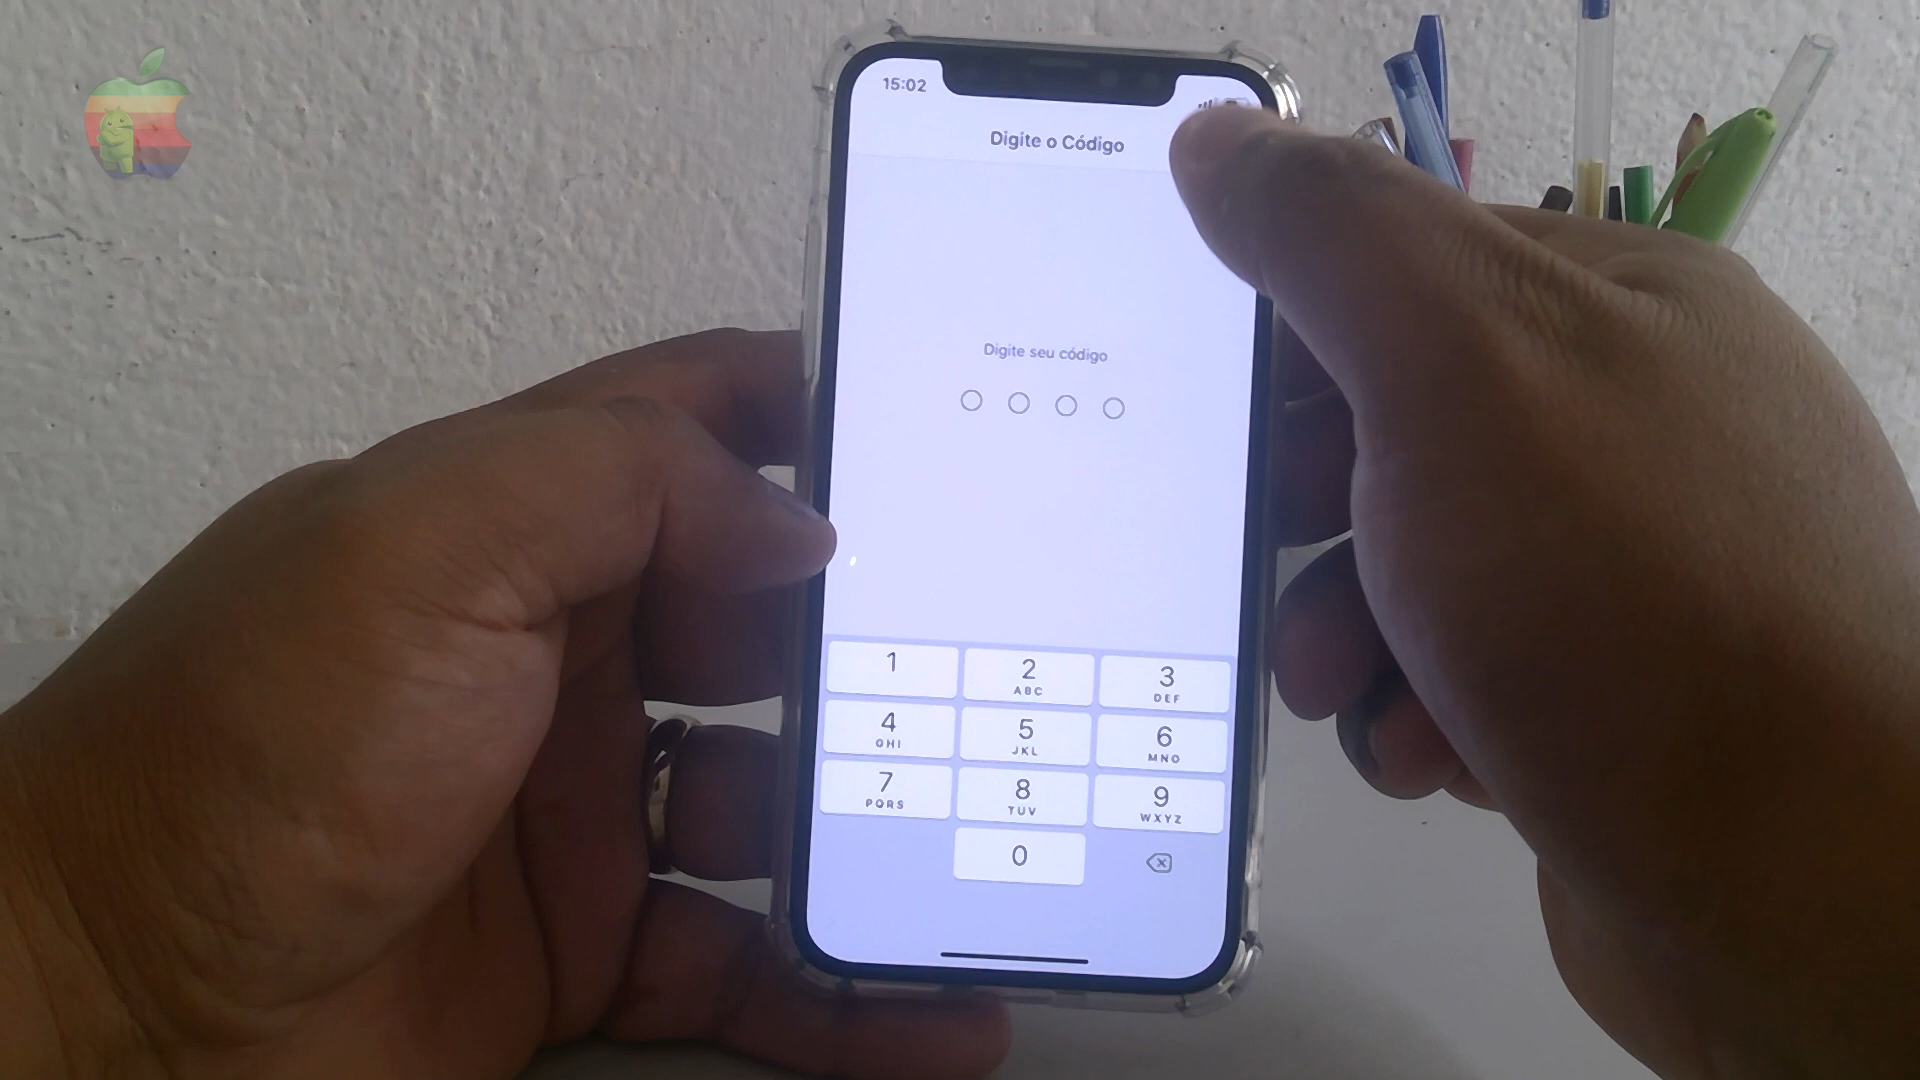 15:02
Digite o Código
Digite seu código
1
2
ABC
3
DEF
4
GHI
5
JKL
6
MNO
7
PQRS
8
TUV
9
WXYZ
0